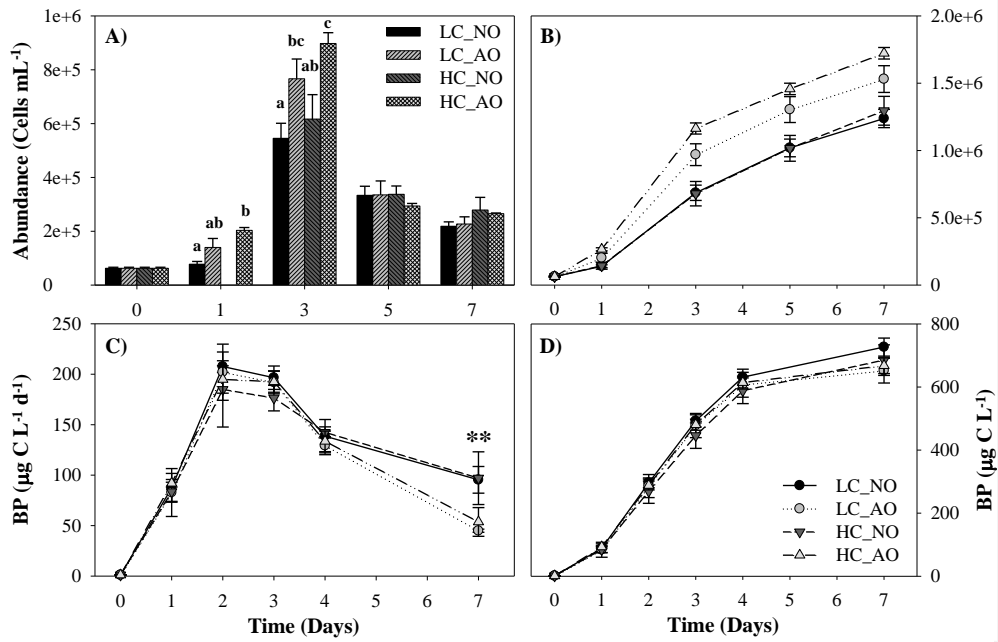 A)
B)
Abundance (Cells mL-1)
1e+6
8e+5
6e+5
4e+5
2e+5
0
LC_NO
LC_AO
HC_NO
HC_AO
a
ab
b
a
bc
ab
c
0 1 3 5 7
2.0e+6
1.5e+6
1.0e+6
5.0e+5
0
0 1 2 3 4 5 6 7
C)
BP (µg C L-1 d-1)
250
200
150
100
50
0
**
0 1 2 3 4 5 6 7
Time (Days)
D)
800
600
400
200
0
BP (µg C L-1)
LC_NO
LC_AO
HC_NO
HC_AO
0 1 2 3 4 5 6 7
Time (Days)